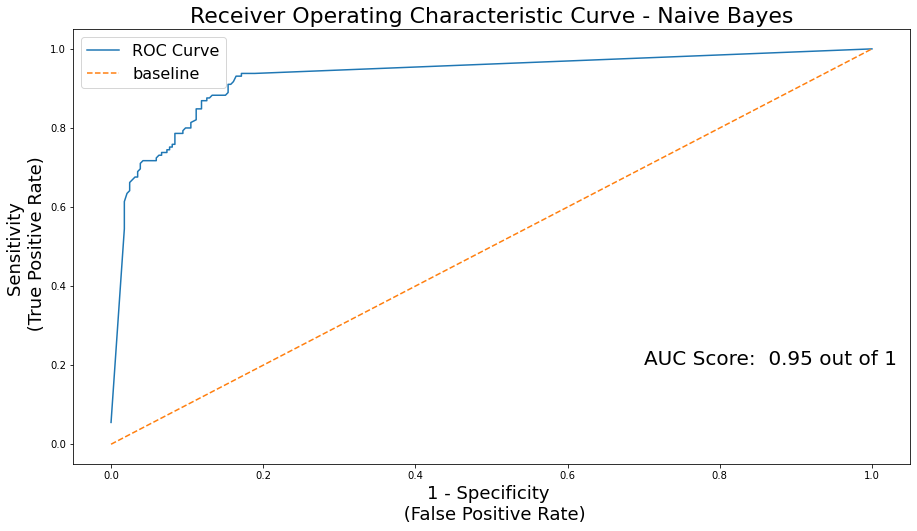 Receiver Operating Characteristic Curve - Naive Bayes
ROC Curve
baseline
1.0
0.8
0.6
0.4
0.2
0.0
Sensitivity
(True Positive Rate)
AUC Score:  0.95 out of 1
0.0
0.2
0.4
0.6
0.8
1.0
1 - Specificity
(False Positive Rate)